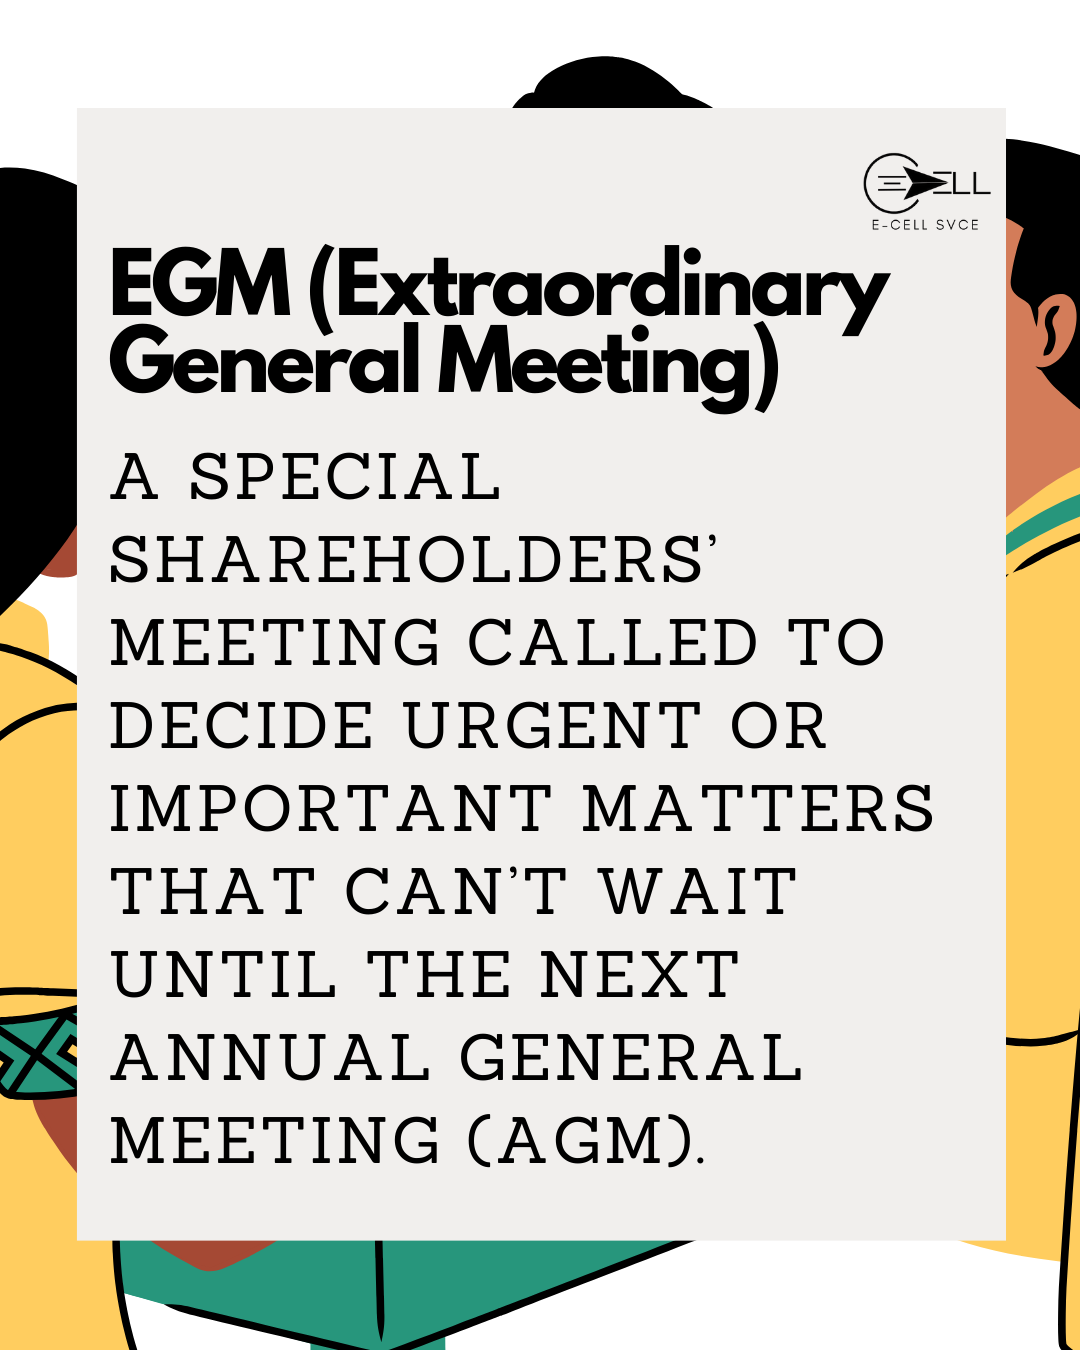 ELL
E-CELL SVCE
EGM (Extraordinary
General Meeting)
A SPECIAL
SHAREHOLDERS’
MEETING CALLED TO
DECIDE URGENT OR
IMPORTANT MATTERS
THAT CAN’T WAIT
UNTIL THE NEXT
ANNUAL GENERAL
MEETING (AGM).